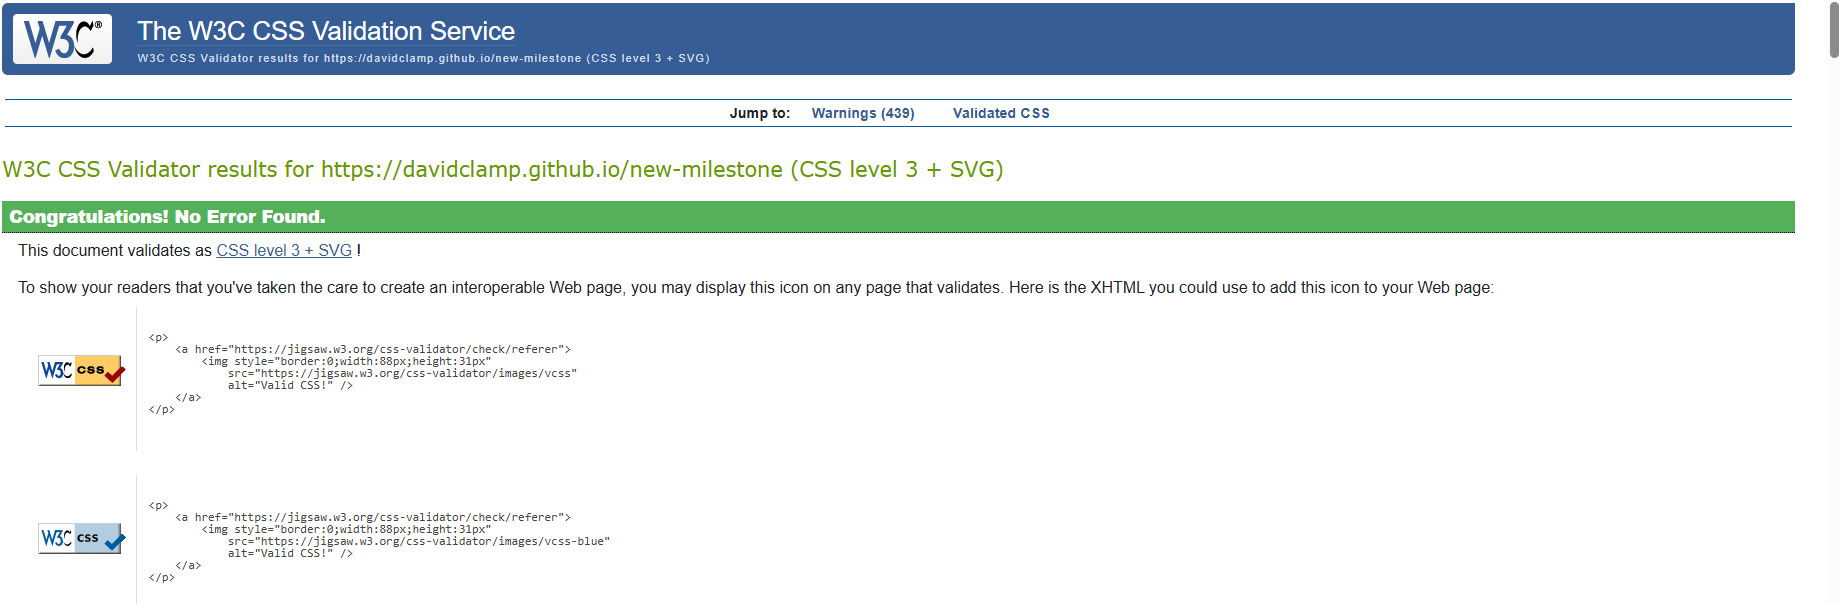 W3C®
The W3C CSS Validation Service
W3C CSS Validator results for https://davidclamp.github.io/new-milestone (CSS level 3 + SVG)
Jump to: Warnings (439) Validated CSS
W3C CSS Validator results for https://davidclamp.github.io/new-milestone (CSS level 3 + SVG)
Congratulations! No Error Found.
This document validates as CSS level 3 + SVG !
To show your readers that you've taken the care to create an interoperable Web page, you may display this icon on any page that validates. Here is the XHTML you could use to add this icon to your Web page:
W3C css
<p>
<a href="https://jigsaw.w3.org/css-validator/check/referer">
<img style="border:0;width:88px;height:31px"
src="https://jigsaw.w3.org/css-validator/images/vcss"
alt="Valid CSS!" />
</a>
</p>
W3C css
<p>
<a href="https://jigsaw.w3.org/css-validator/check/referer">
<img style="border:0;width:88px;height:31px"
src="https://jigsaw.w3.org/css-validator/images/vcss-blue"
alt="Valid CSS!" />
</a>
</p>